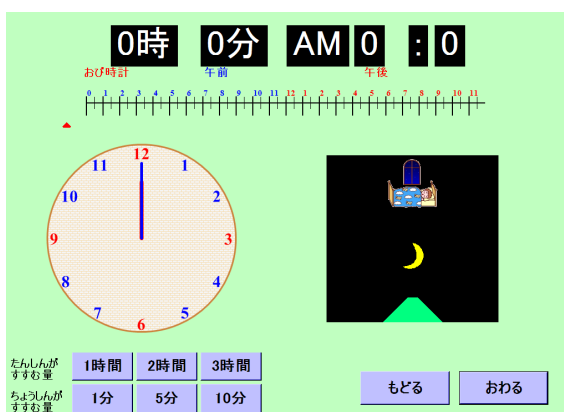 0時 0分 AM 0 : 0
おび時計 午前 午後
0 1 2 3 4 5 6 7 8 9 10 11 12 1 2 3 4 5 6 7 8 9 10 11
12
11 1
10 2
9 3
8 4
7 5
6
たんしんが
すすむ量
1時間 2時間 3時間
ちょうしんが
すすむ量
1分 5分 10分
もどる おわる